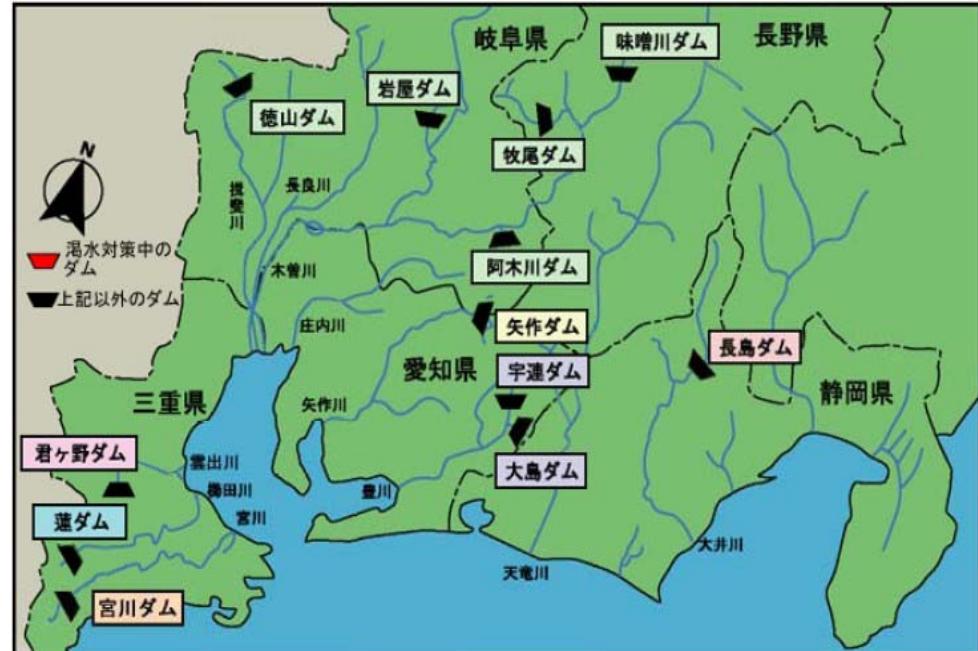 岐阜県
味噌川ダム
長野県
岩屋ダム
徳山ダム
牧尾ダム
N
長良川
揖斐川
渇水対策中の
ダム
木曽川
阿木川ダム
上記以外のダム
庄内川
矢作ダム
長島ダム
愛知県
宇連ダム
静岡県
三重県
矢作川
君ヶ野ダム
雲出川
大島ダム
櫛田川
豊川
蓮ダム
宮川
大井川
天竜川
宮川ダム